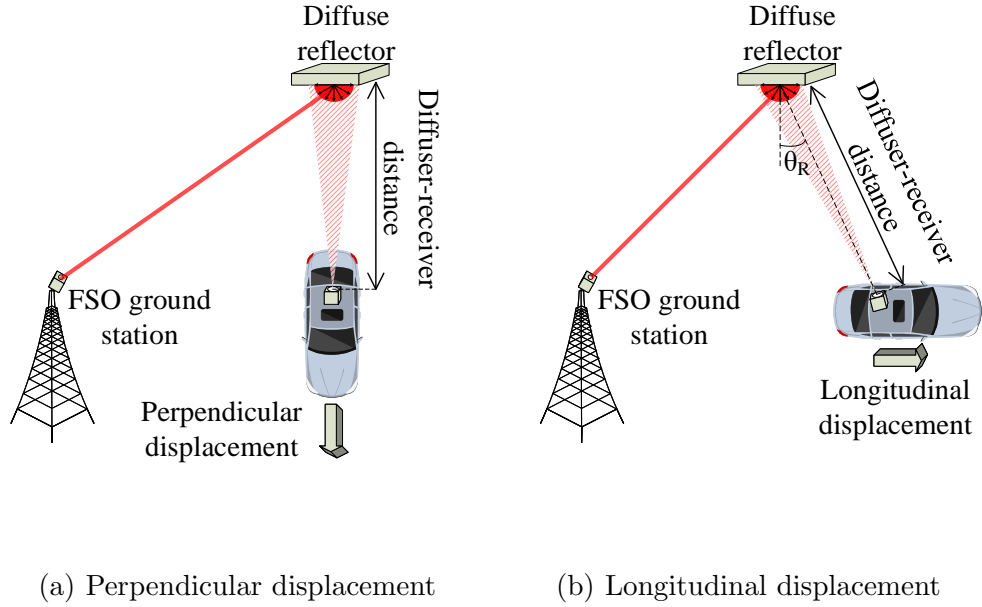 Diffuse
reflector
Diffuser-receiver
distance
FSO ground
station
Perpendicular
displacement
(a) Perpendicular displacement
Diffuse
reflector
Diffuser-receiver
distance
θR
FSO ground
station
Longitudinal
displacement
(b) Longitudinal displacement